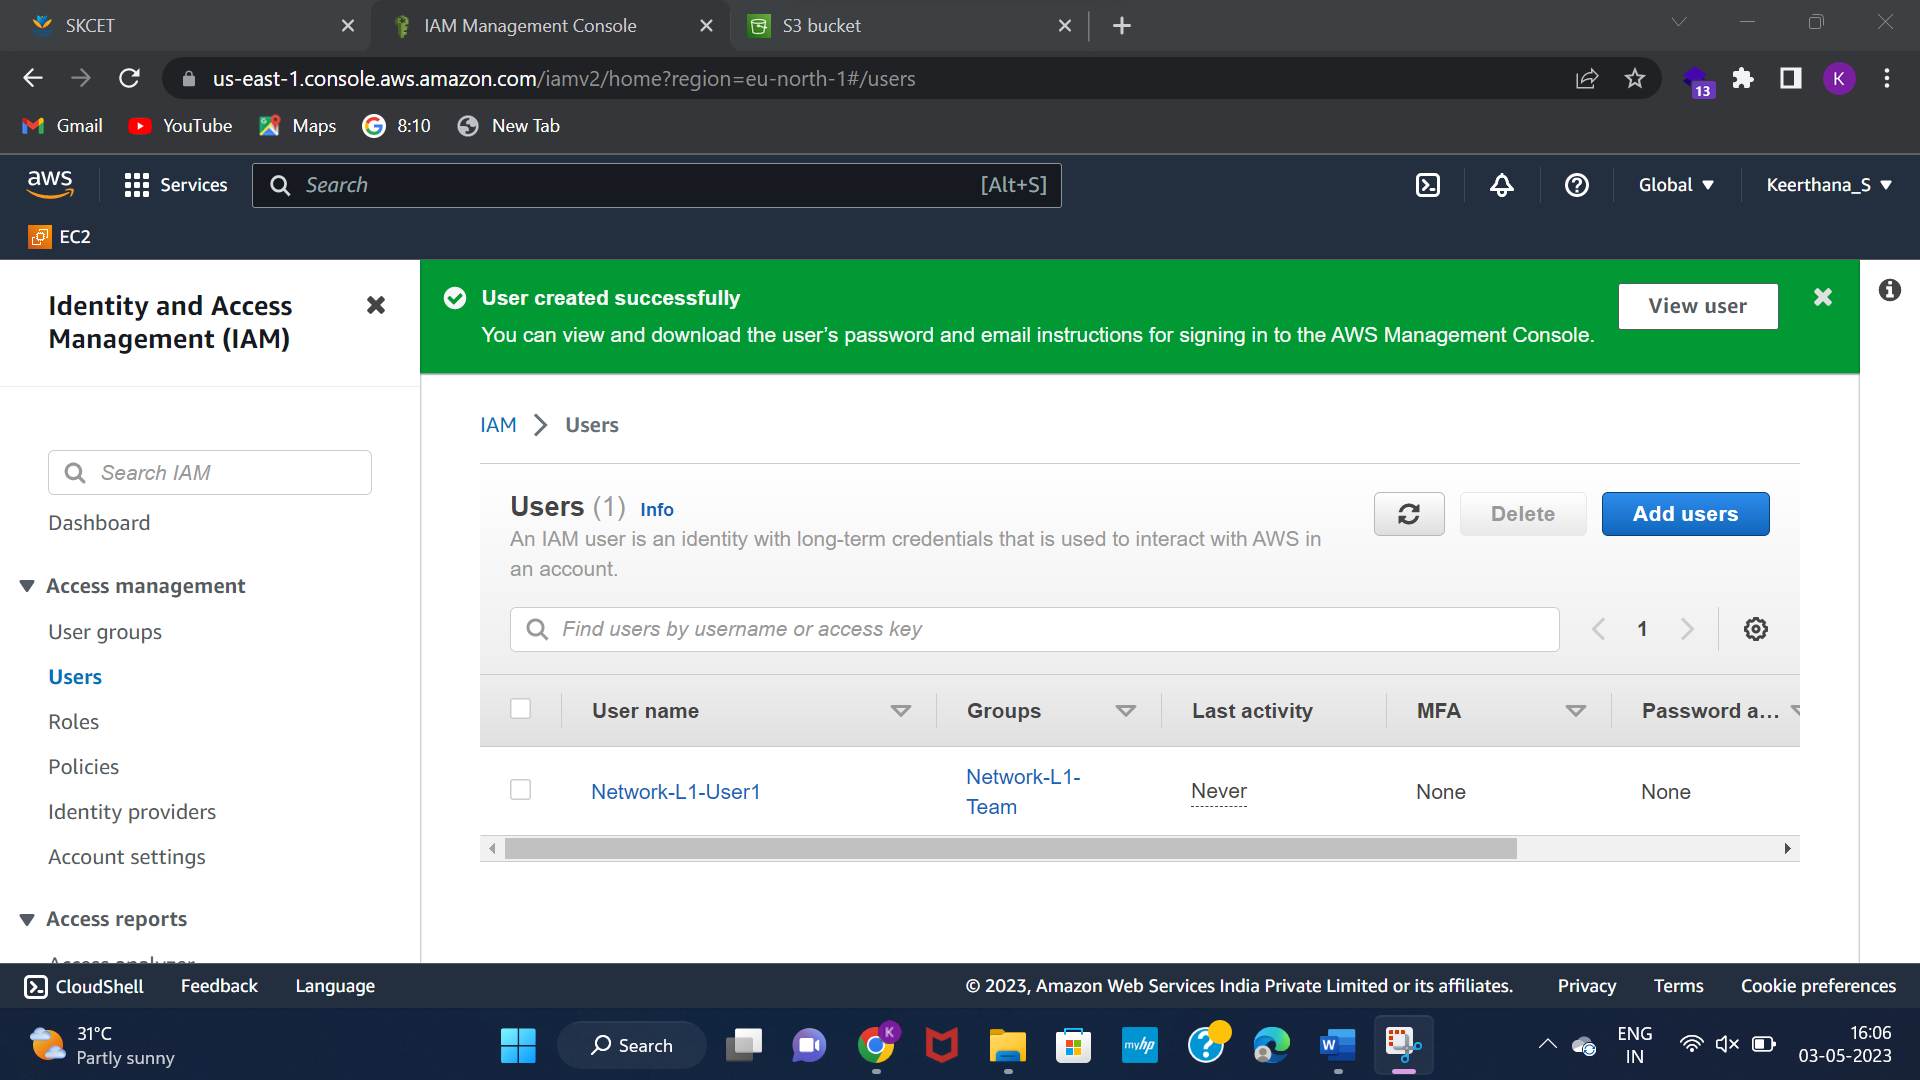 SKCET
IAM Management Console
S3 bucket
us-east-1.console.aws.amazon.com/iamv2/home?region=eu-north-1#/users
13
K
Gmail
YouTube
Maps
8:10
New Tab
aws
Services
Search
[Alt+S]
Global
Keerthana_S
EC2
Identity and Access
Management (IAM)
Search IAM
Dashboard
Access management
User groups
Users
Roles
Policies
Identity providers
Account settings
Access reports
Access analyzer
User created successfully
You can view and download the user's password and email instructions for signing in to the AWS Management Console.
View user
IAM
Users
Users (1) Info
An IAM user is an identity with long-term credentials that is used to interact with AWS in
an account.
Delete
Add users
Find users by username or access key
1
User name
Groups
Last activity
MFA
Password a...
Network-L1-User1
Network-L1-
Team
Never
None
None
CloudShell
Feedback
Language
© 2023, Amazon Web Services India Private Limited or its affiliates.
Privacy
Terms
Cookie preferences
31°C
Partly sunny
Search
K
myhp
W
ENG
IN
16:06
03-05-2023